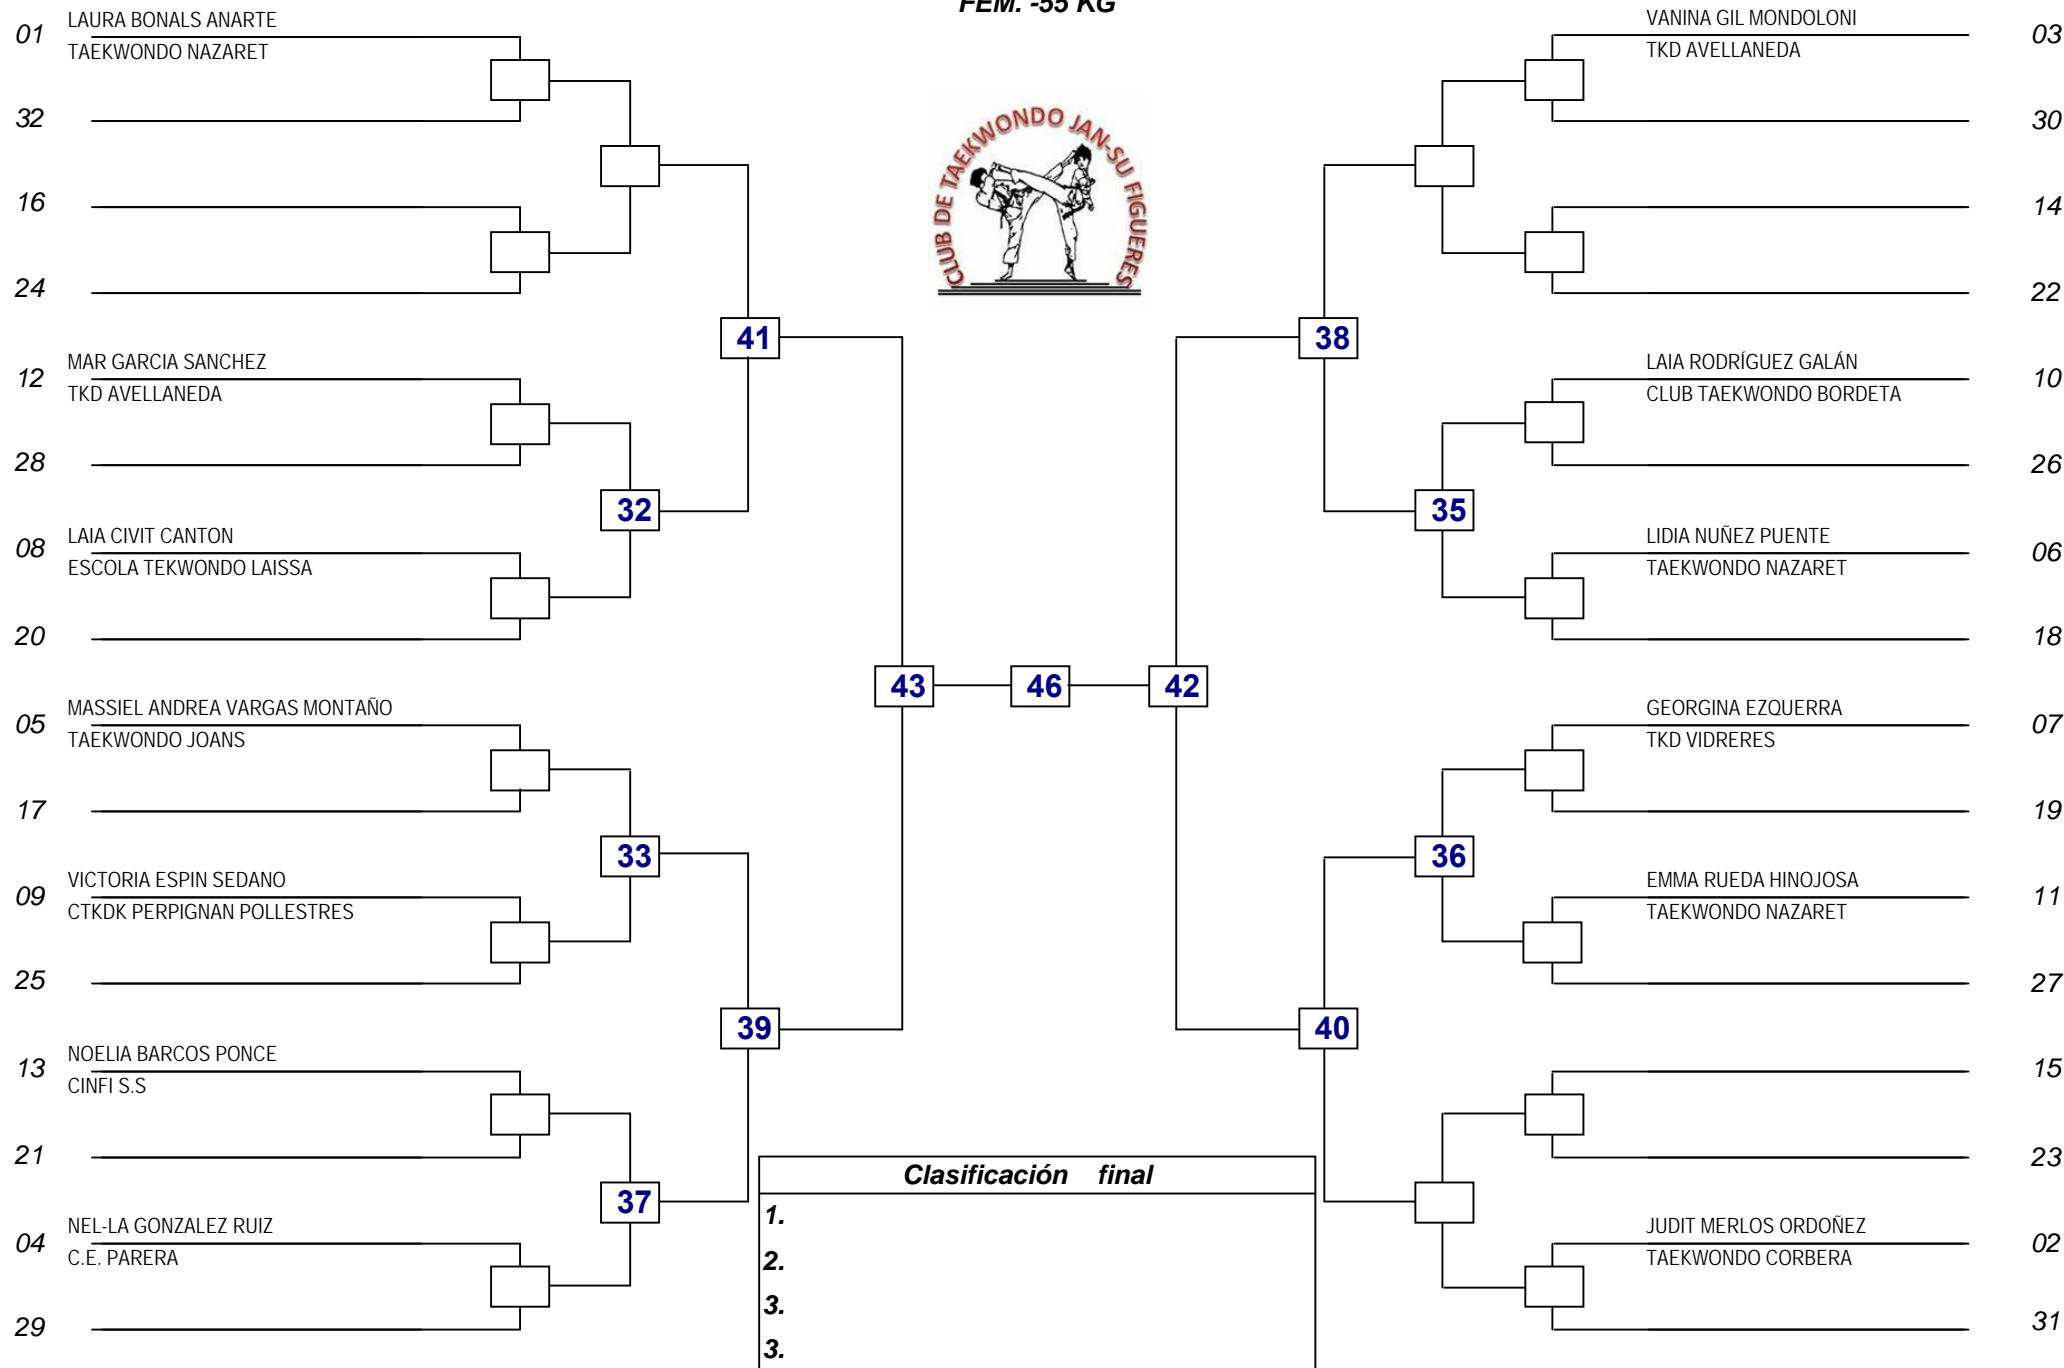 FEM. -55 KG
01 LAURA BONALS ANARTE
TAEKWONDO NAZARET
32
16
24
12 MAR GARCIA SANCHEZ
TKD AVELLANEDA
28
08 LAIA CIVIT CANTON
ESCOLA TEKWONDO LAISSA
20
05 MASSIEL ANDREA VARGAS MONTAÑO
TAEKWONDO JOANS
17
09 VICTORIA ESPIN SEDANO
CTKDK PERPIGNAN POLLESTRES
25
13 NOELIA BARCOS PONCE
CINFI S.S
21
04 NEL-LA GONZALEZ RUIZ
C.E. PARERA
29
32
33
37
41
39
43
46
42
38
40
35
36
CLUB DE TAEKWONDO JAN-SU FIGUERES
VANINA GIL MONDOLONI 03
TKD AVELLANEDA
30
14
22
LAIA RODRÍGUEZ GALÁN 10
CLUB TAEKWONDO BORDETA
26
LIDIA NUÑEZ PUENTE 06
TAEKWONDO NAZARET
18
GEORGINA EZQUERRA 07
TKD VIDRERES
19
EMMA RUEDA HINOJOSA 11
TAEKWONDO NAZARET
27
15
23
JUDIT MERLOS ORDOÑEZ 02
TAEKWONDO CORBERA
31
Clasificación final
1.
2.
3.
3.